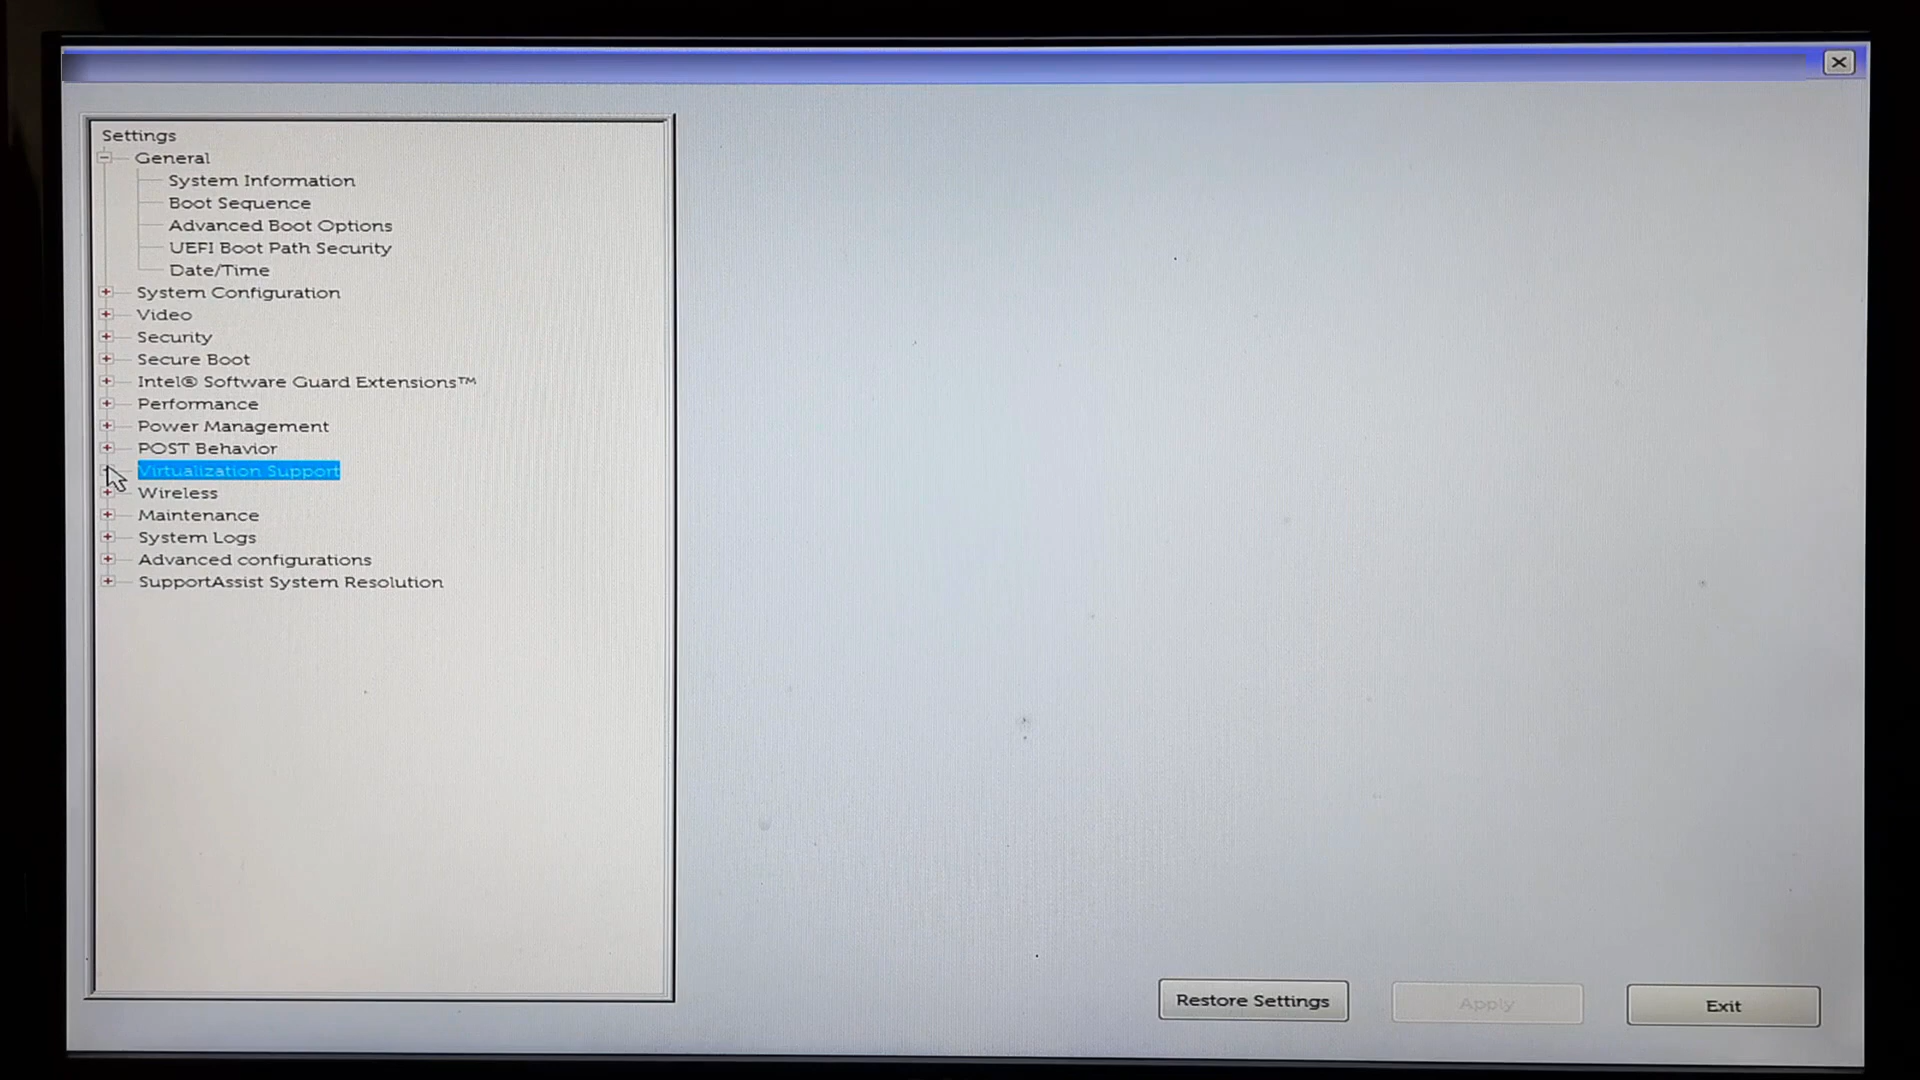 Settings
General
System Information
Boot Sequence
Advanced Boot Options
UEFI Boot Path Security
Date/Time
System Configuration
Video
Security
Secure Boot
Intel® Software Guard Extensions™
Performance
Power Management
POST Behavior
Virtualization Support
Wireless
Maintenance
System Logs
Advanced configurations
SupportAssist System Resolution
Restore Settings
Apply
Exit